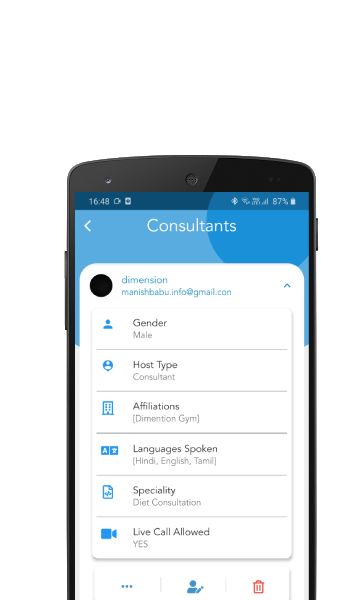 16:48 87%
Consultants
dimension
manishbabu.info@gmail.con
Gender
Male
Host Type
Consultant
Affiliations
[Dimention Gym]
Languages Spoken
[Hindi, English, Tamil]
Speciality
Diet Consultation
Live Call Allowed
YES